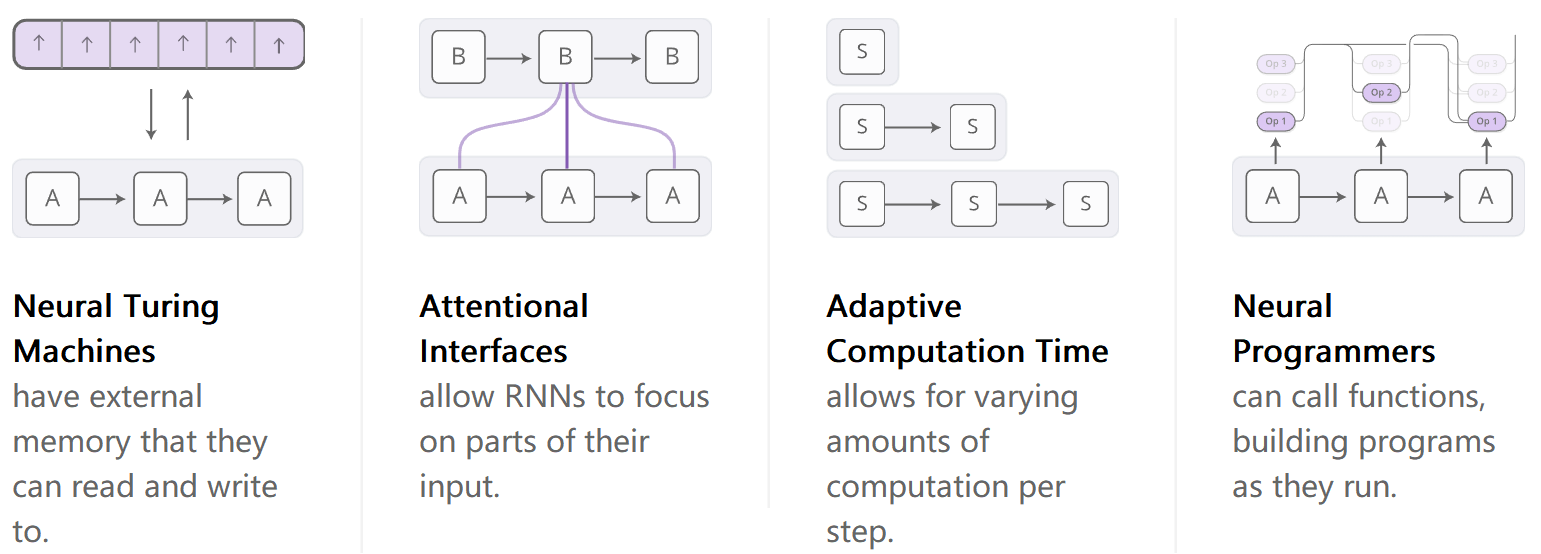 B B B
A A A
A A A
S
S S
S S S
Op 3 Op 3 Op 3
Op 2 Op 2 Op 2
Op 1 Op 1 Op 1
A A A
Neural Turing
Machines
have external
memory that they
can read and write
to.
Attentional
Interfaces
allow RNNs to focus
on parts of their
input.
Adaptive
Computation Time
allows for varying
amounts of
computation per
step.
Neural
Programmers
can call functions,
building programs
as they run.